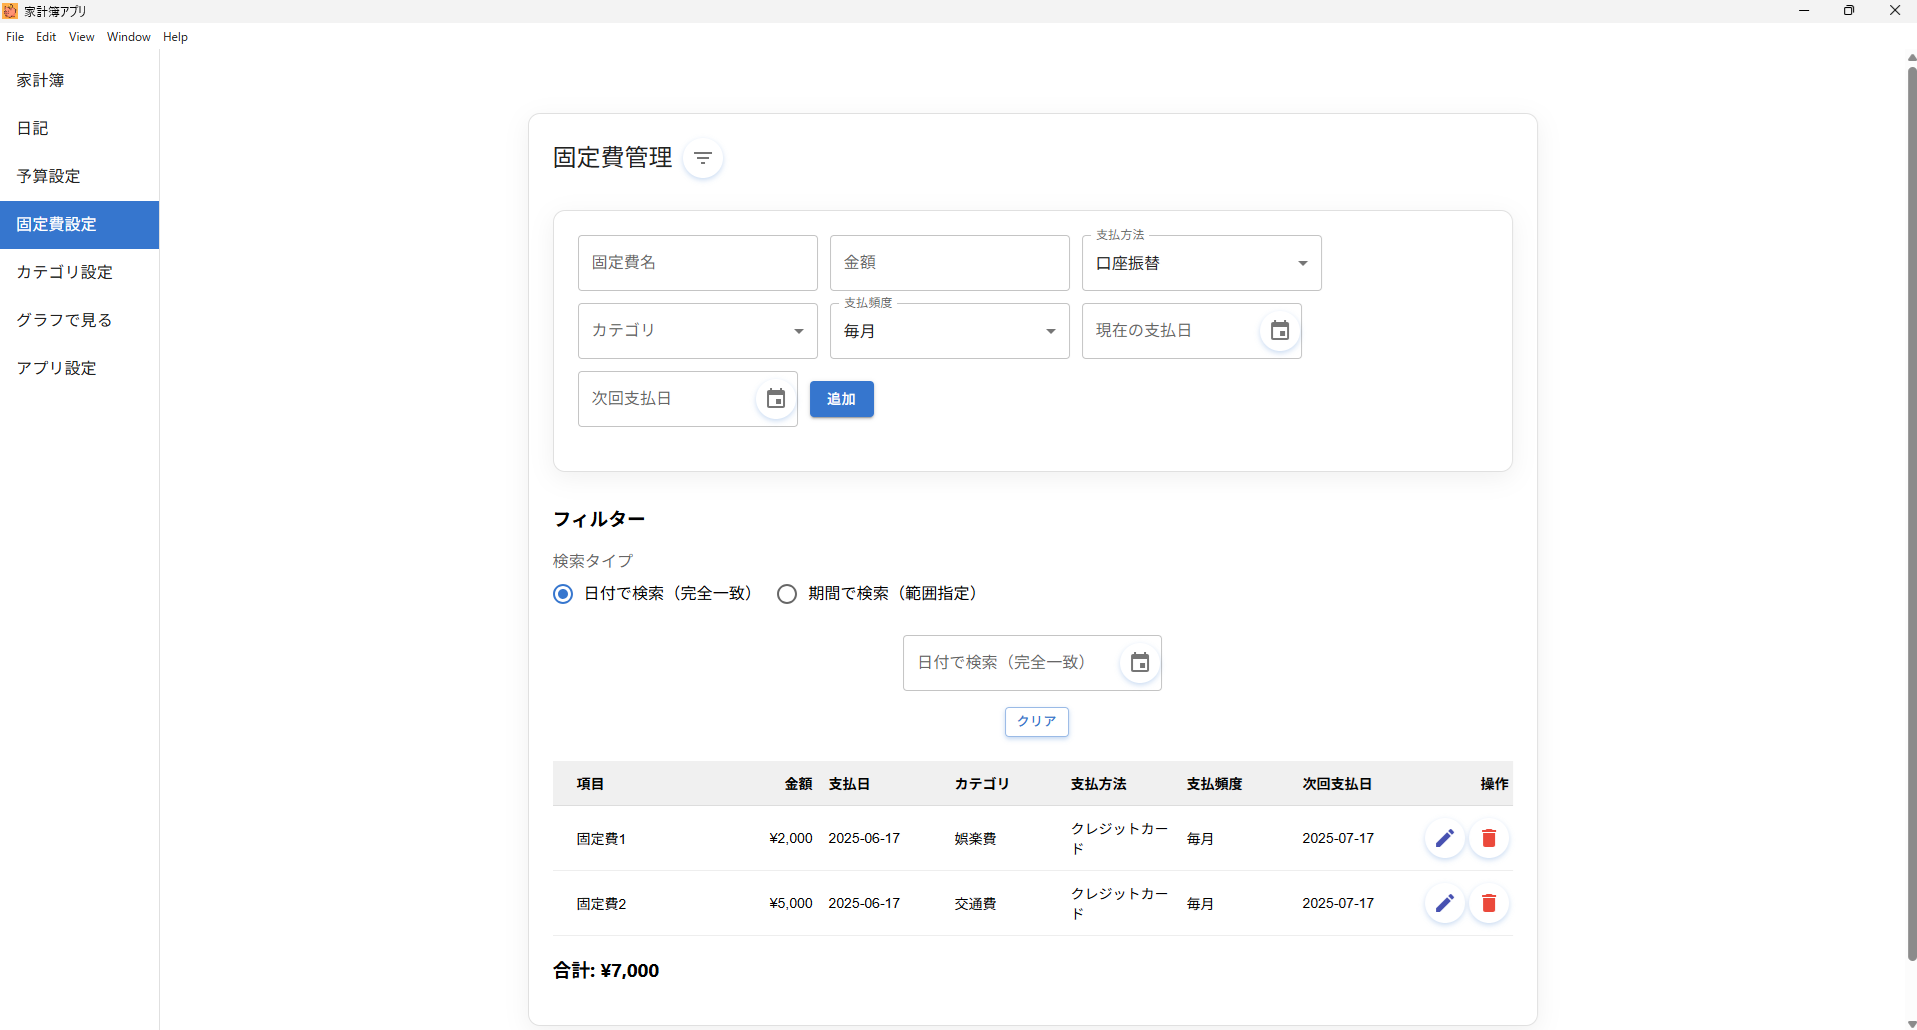 家計簿アプリ
File Edit View Window Help
家計簿
日記
予算設定
固定費設定
カテゴリ設定
グラフで見る
アプリ設定
固定費管理
固定費名
金額
支払方法
口座振替
カテゴリ
支払頻度
毎月
現在の支払日
次回支払日
追加
フィルター
検索タイプ
日付で検索（完全一致） 期間で検索（範囲指定）
日付で検索（完全一致）
クリア
項目 金額 支払日 カテゴリ 支払方法 支払頻度 次回支払日 操作
固定費1 ¥2,000 2025-06-17 娯楽費 クレジットカー
ド 毎月 2025-07-17
固定費2 ¥5,000 2025-06-17 交通費 クレジットカー
ド 毎月 2025-07-17
合計: ¥7,000